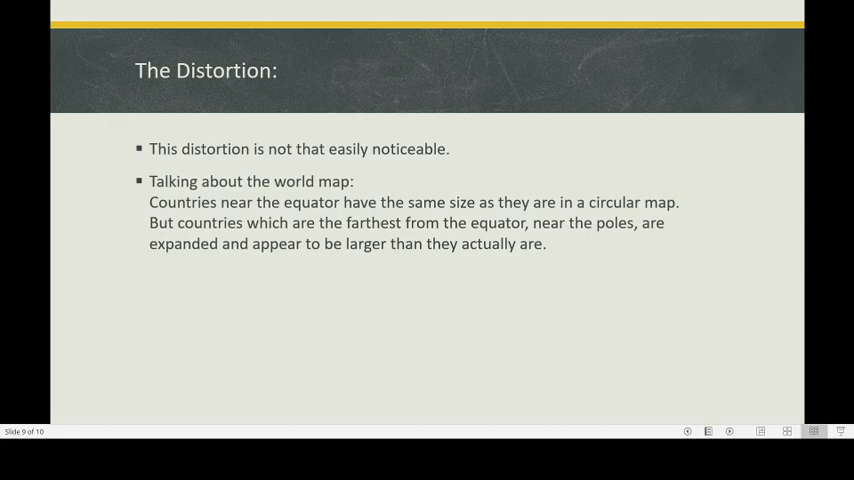 The Distortion:
▪ This distortion is not that easily noticeable.
▪ Talking about the world map:
Countries near the equator have the same size as they are in a circular map.
But countries which are the farthest from the equator, near the poles, are
expanded and appear to be larger than they actually are.
Slide 9 of 10